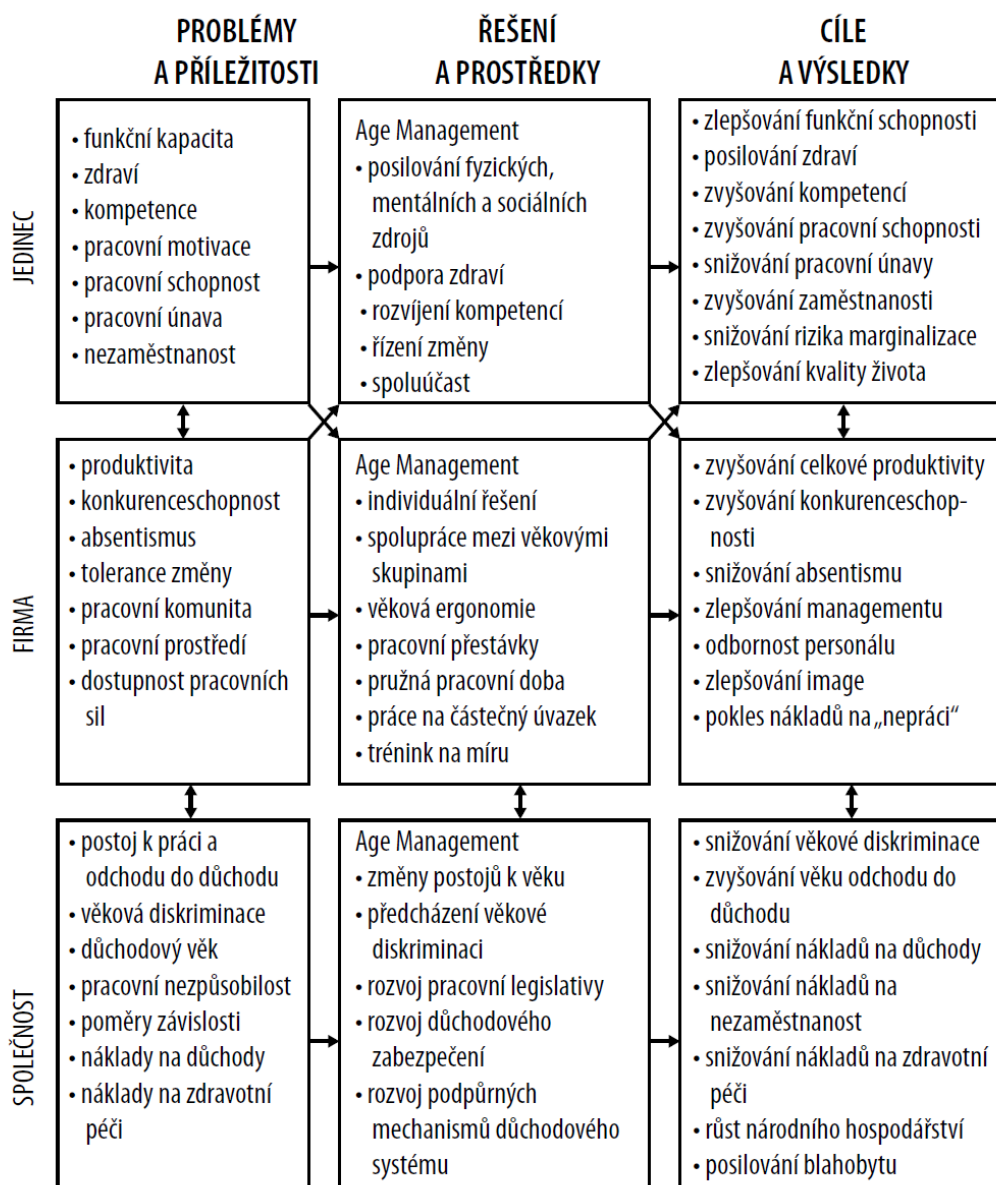 PROBLÉMY
A PŘÍLEŽITOSTI
ŘEŠENÍ
A PROSTŘEDKY
CÍLE
A VÝSLEDKY
JEDINEC
• funkční kapacita
• zdraví
• kompetence
• pracovní motivace
• pracovní schopnost
• pracovní únava
• nezaměstnanost
Age Management
• posilování fyzických,
mentálních a sociálních
zdrojů
• podpora zdraví
• rozvíjení kompetencí
• řízení změny
• spoluúčast
• zlepšování funkční schopnosti
• posilování zdraví
• zvyšování kompetencí
• zvyšování pracovní schopnosti
• snižování pracovní únavy
• zvyšování zaměstnanosti
• snižování rizika marginalizace
• zlepšování kvality života
FIRMA
• produktivita
• konkurenceschopnost
• absentismus
• tolerance změny
• pracovní komunita
• pracovní prostředí
• dostupnost pracovních
sil
Age Management
• individuální řešení
• spolupráce mezi věkovými
skupinami
• věková ergonomie
• pracovní přestávky
• pružná pracovní doba
• práce na částečný úvazek
• trénink na míru
• zvyšování celkové produktivity
• zvyšování konkurenceschop-
nosti
• snižování absentismu
• zlepšování managementu
• odbornost personálu
• zlepšování image
• pokles nákladů na „nepráci“
SPOLEČNOST
• postoj k práci a
odchodu do důchodu
• věková diskriminace
• důchodový věk
• pracovní nezpůsobilost
• poměry závislosti
• náklady na důchody
• náklady na zdravotní
péči
Age Management
• změny postojů k věku
• předcházení věkové
diskriminaci
• rozvoj pracovní legislativy
• rozvoj důchodového
zabezpečení
• rozvoj podpůrných
mechanismů důchodového
systému
• snižování věkové diskriminace
• zvyšování věku odchodu do
důchodu
• snižování nákladů na důchody
• snižování nákladů na
nezaměstnanost
• snižování nákladů na zdravotní
péči
• růst národního hospodářství
• posilování blahobytu